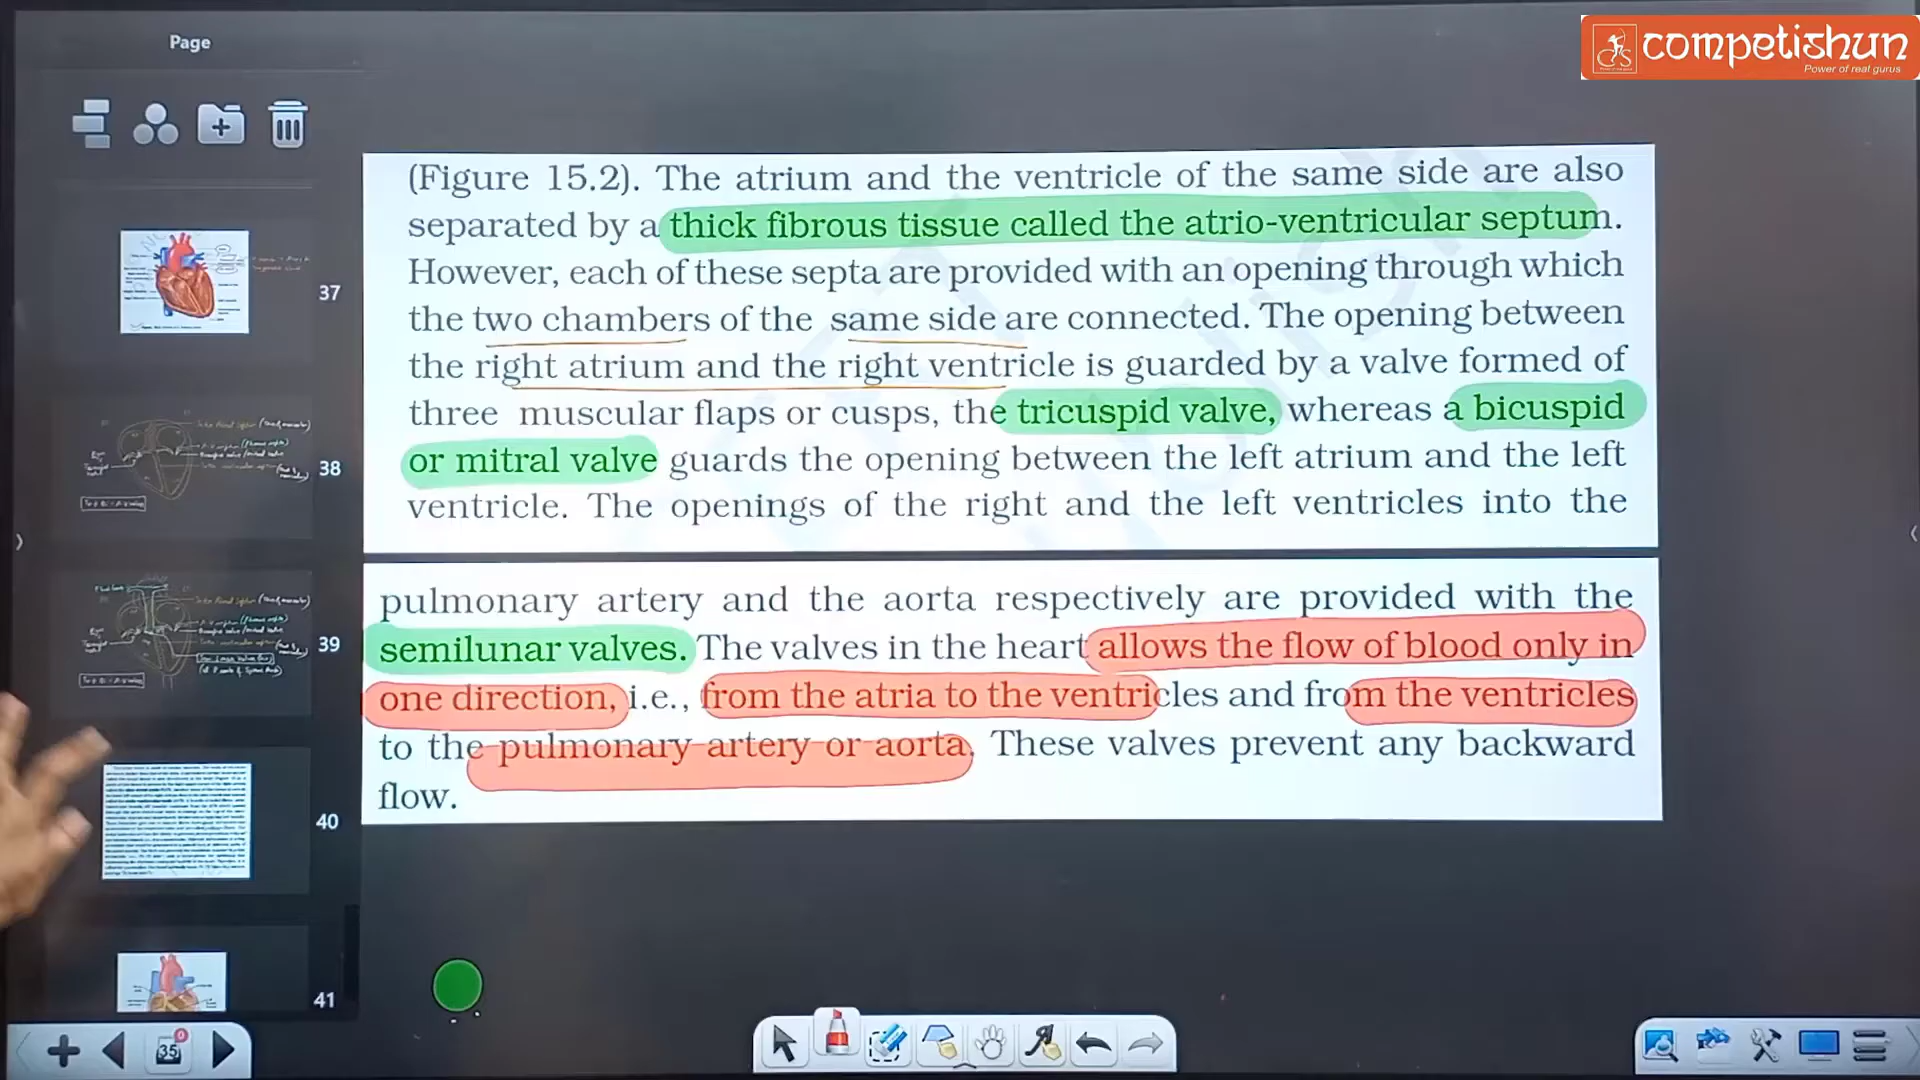 Page
competishun
Power of real gurus
(Figure 15.2). The atrium and the ventricle of the same side are also
separated by a thick fibrous tissue called the atrio-ventricular septum.
However, each of these septa are provided with an opening through which
the two chambers of the same side are connected. The opening between
the right atrium and the right ventricle is guarded by a valve formed of
three muscular flaps or cusps, the tricuspid valve, whereas a bicuspid
or mitral valve guards the opening between the left atrium and the left
ventricle. The openings of the right and the left ventricles into the
pulmonary artery and the aorta respectively are provided with the
semilunar valves. The valves in the heart allows the flow of blood only in
one direction, i.e., from the atria to the ventricles and from the ventricles
to the pulmonary artery or aorta. These valves prevent any backward
flow.
37
38
39
40
41
35
0